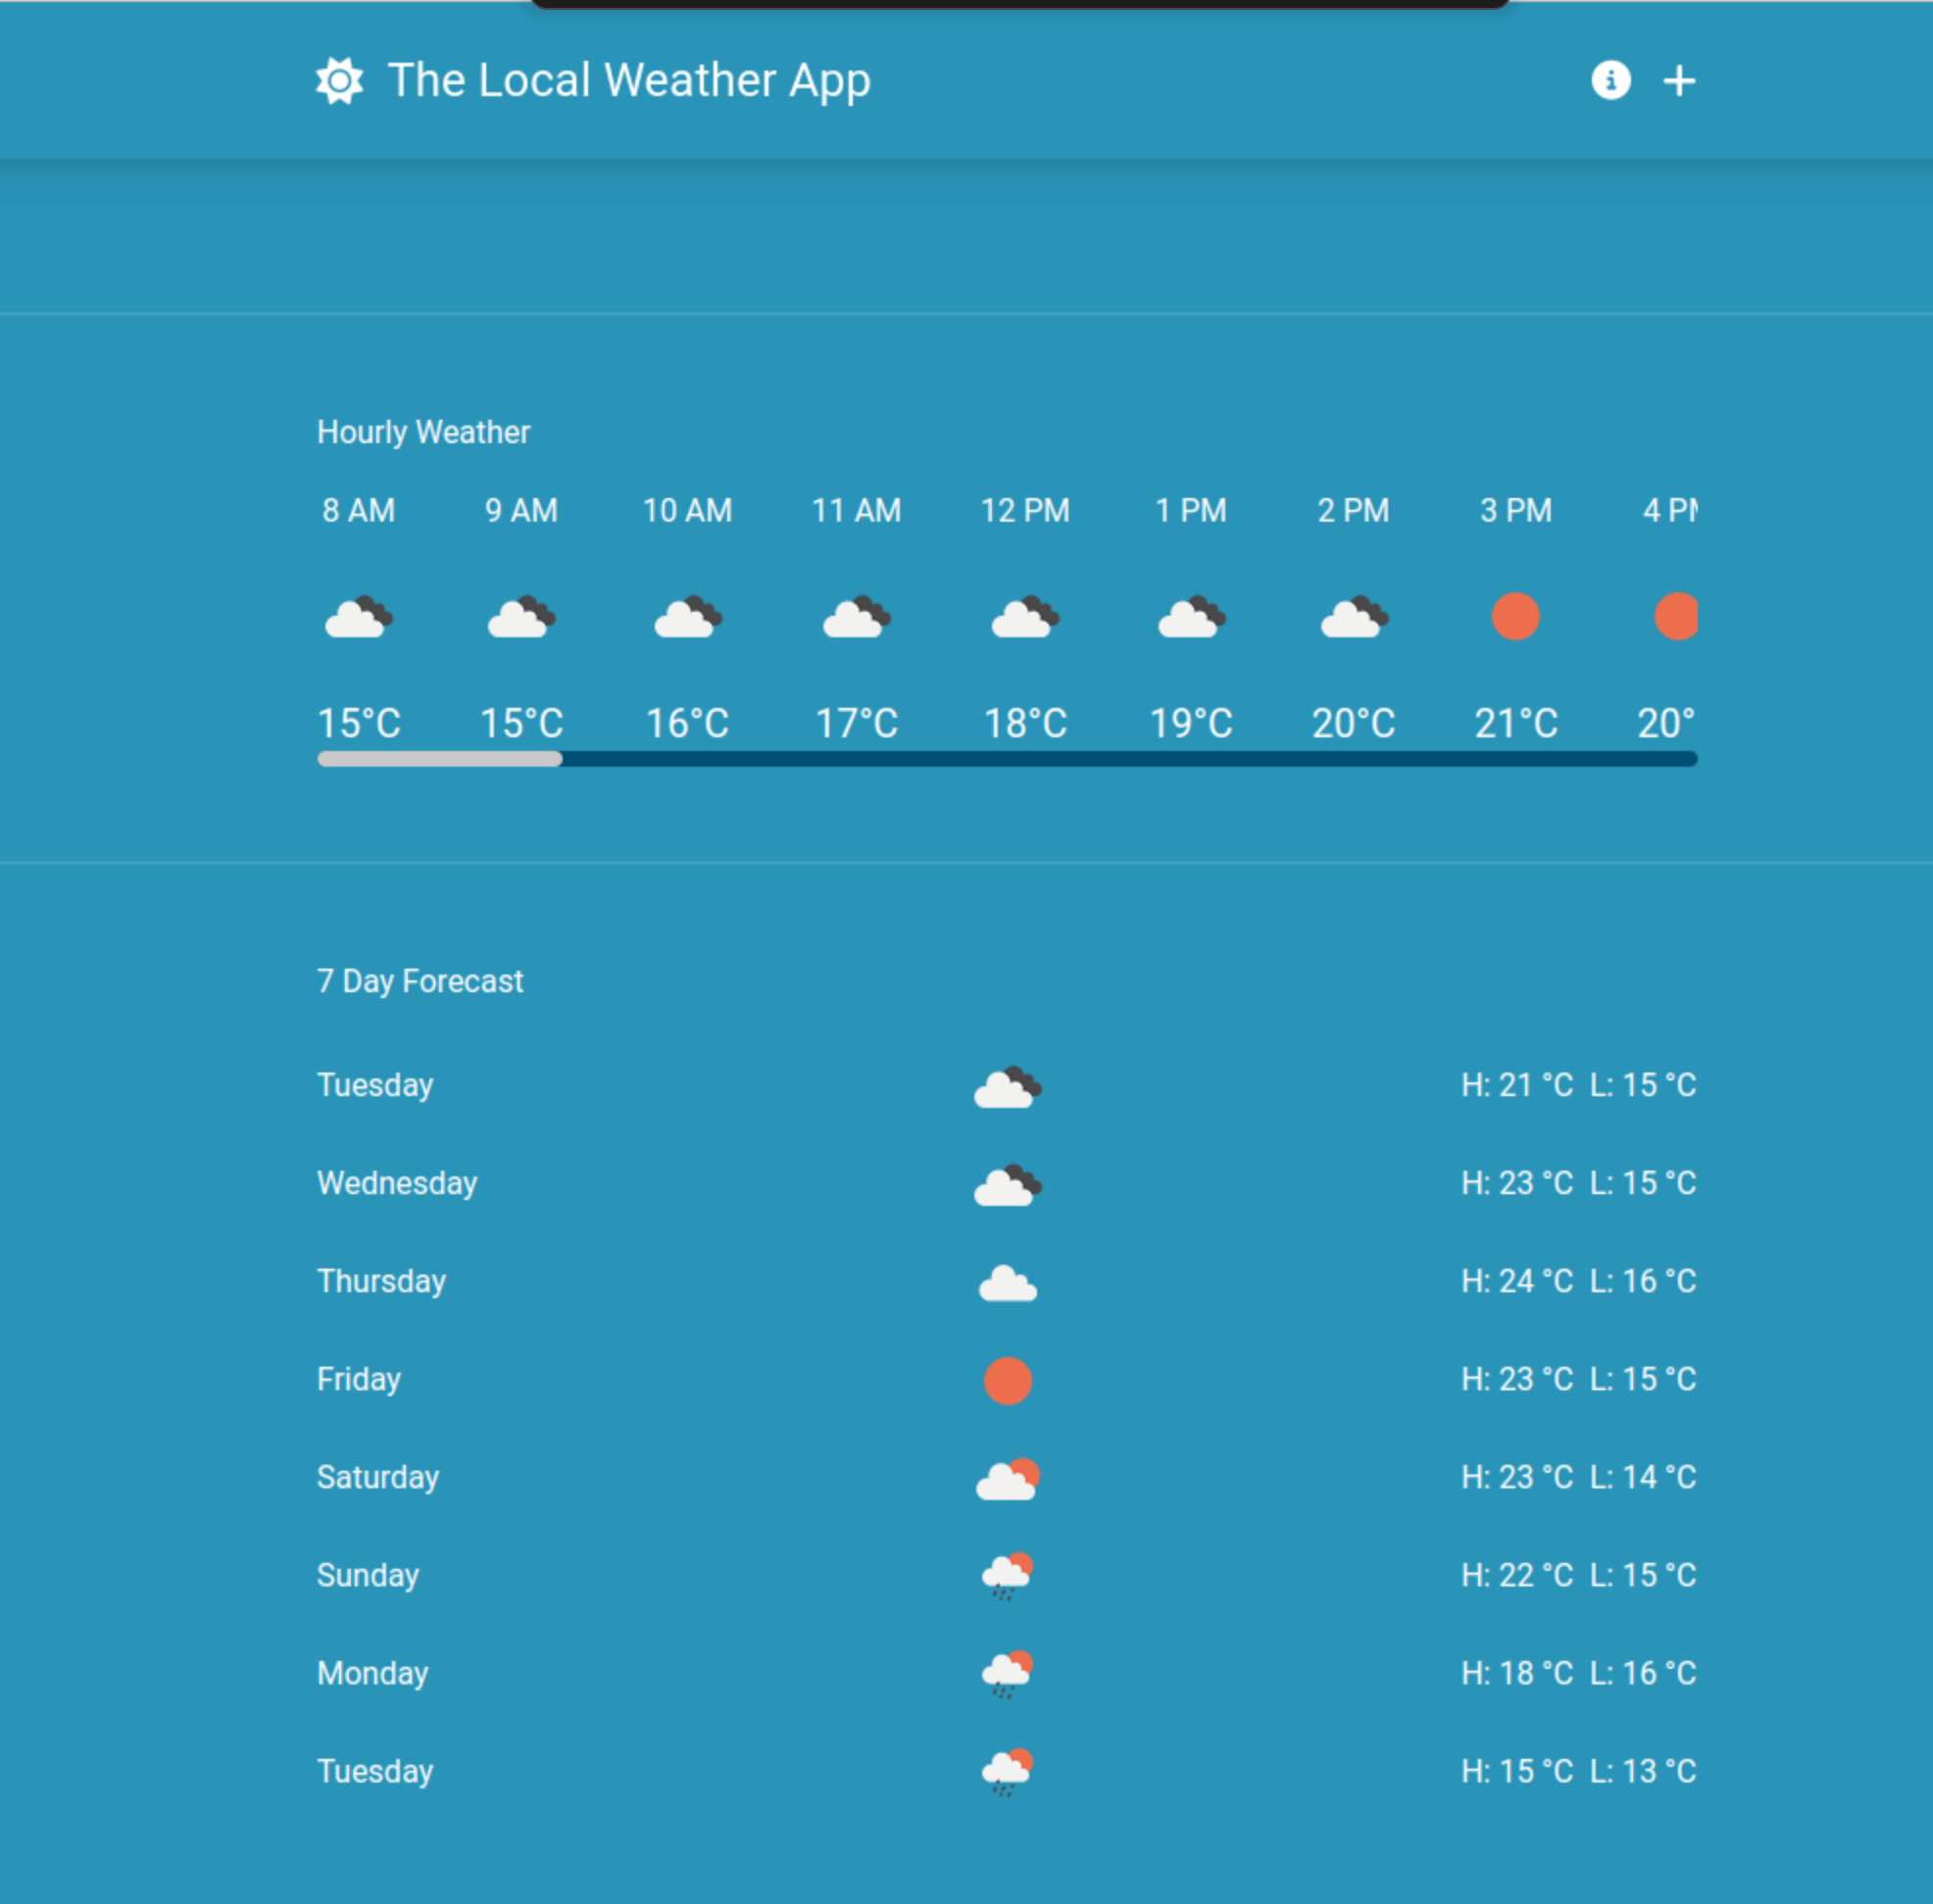 The Local Weather App
Hourly Weather
8 AM 9 AM 10 AM 11 AM 12 PM 1 PM 2 PM 3 PM 4 PM
15°C 15°C 16°C 17°C 18°C 19°C 20°C 21°C 20°
7 Day Forecast
Tuesday H: 21 °C L: 15 °C
Wednesday H: 23 °C L: 15 °C
Thursday H: 24 °C L: 16 °C
Friday H: 23 °C L: 15 °C
Saturday H: 23 °C L: 14 °C
Sunday H: 22 °C L: 15 °C
Monday H: 18 °C L: 16 °C
Tuesday H: 15 °C L: 13 °C